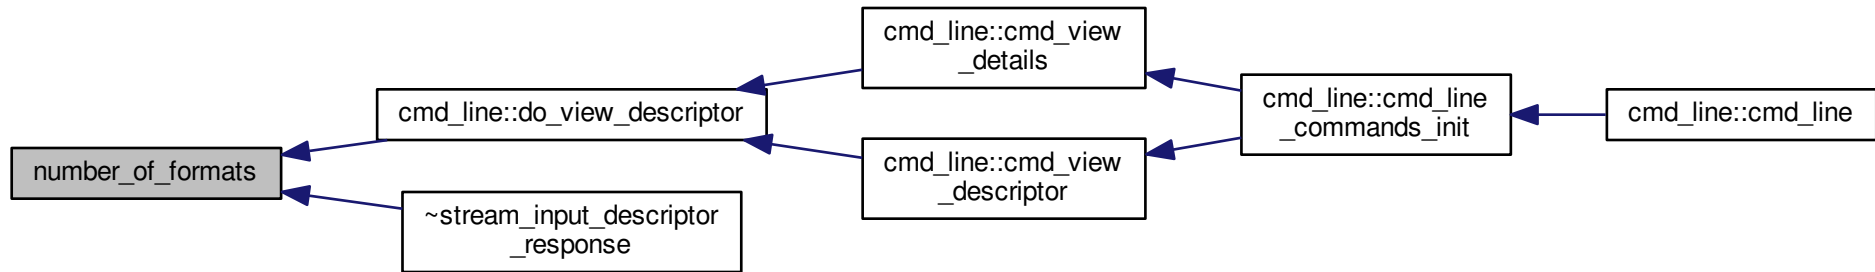 number_of_formats
cmd_line::do_view_descriptor
~stream_input_descriptor
_response
cmd_line::cmd_view
_details
cmd_line::cmd_view
_descriptor
cmd_line::cmd_line
_commands_init
cmd_line::cmd_line